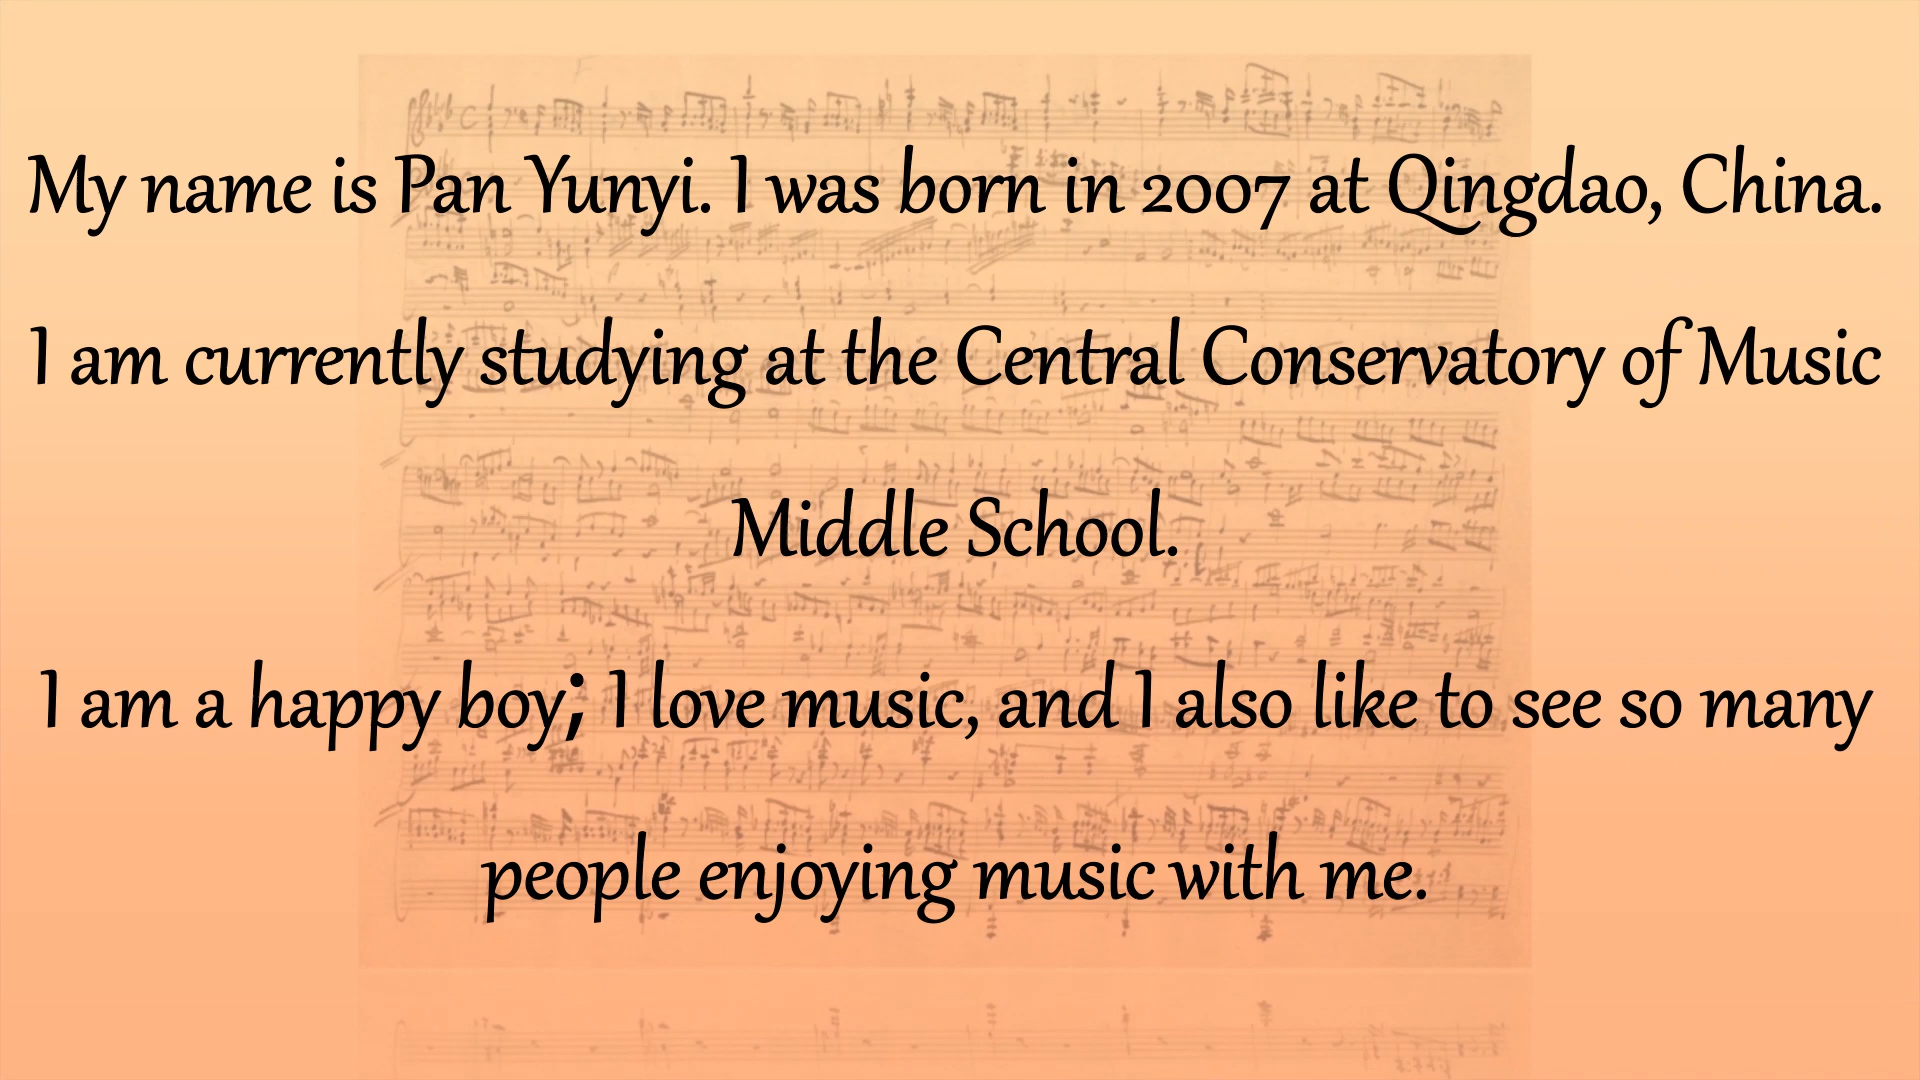 My name is Pan Yunyi. I was born in 2007 at Qingdao, China.
I am currently studying at the Central Conservatory of Music
Middle School.
I am a happy boy; I love music, and I also like to see so many
people enjoying music with me.